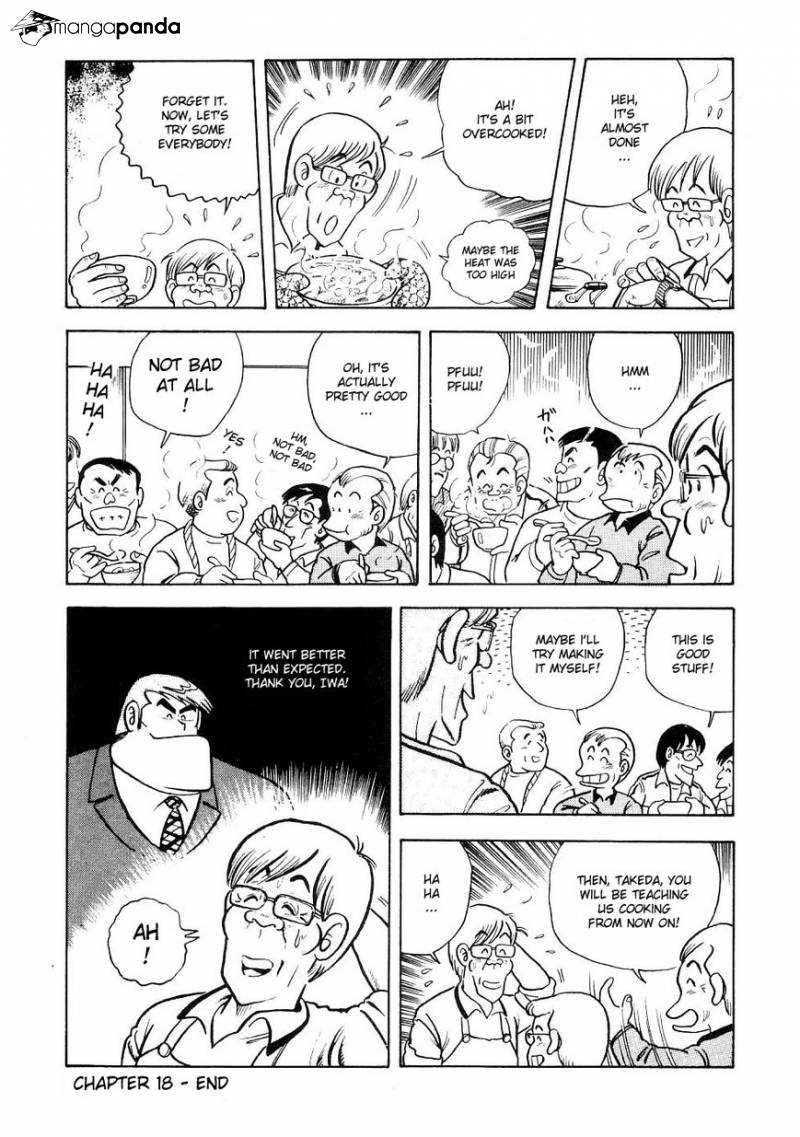 mangapanda
HEH,
IT'S
ALMOST
DONE
...
AH!
IT'S A BIT
OVERCOOKED!
MAYBE THE
HEAT WAS
TOO HIGH
FORGET IT.
NOW, LET'S
TRY SOME
EVERYBODY!
HMM
...
PFUU!
PFUU!
ガハハ
OH, IT'S
ACTUALLY
PRETTY GOOD
...
HM,
NOT BAD,
NOT BAD
YES
!
NOT BAD
AT ALL
!
HA
HA
HA!
THIS IS
GOOD
STUFF!
MAYBE I'LL
TRY MAKING
IT MYSELF!
THEN, TAKEDA, YOU
WILL BE TEACHING
US COOKING
FROM NOW ON!
HA
HA
...
IT WENT BETTER
THAN EXPECTED.
THANK YOU, IWA!
AH
!
CHAPTER 18 - END